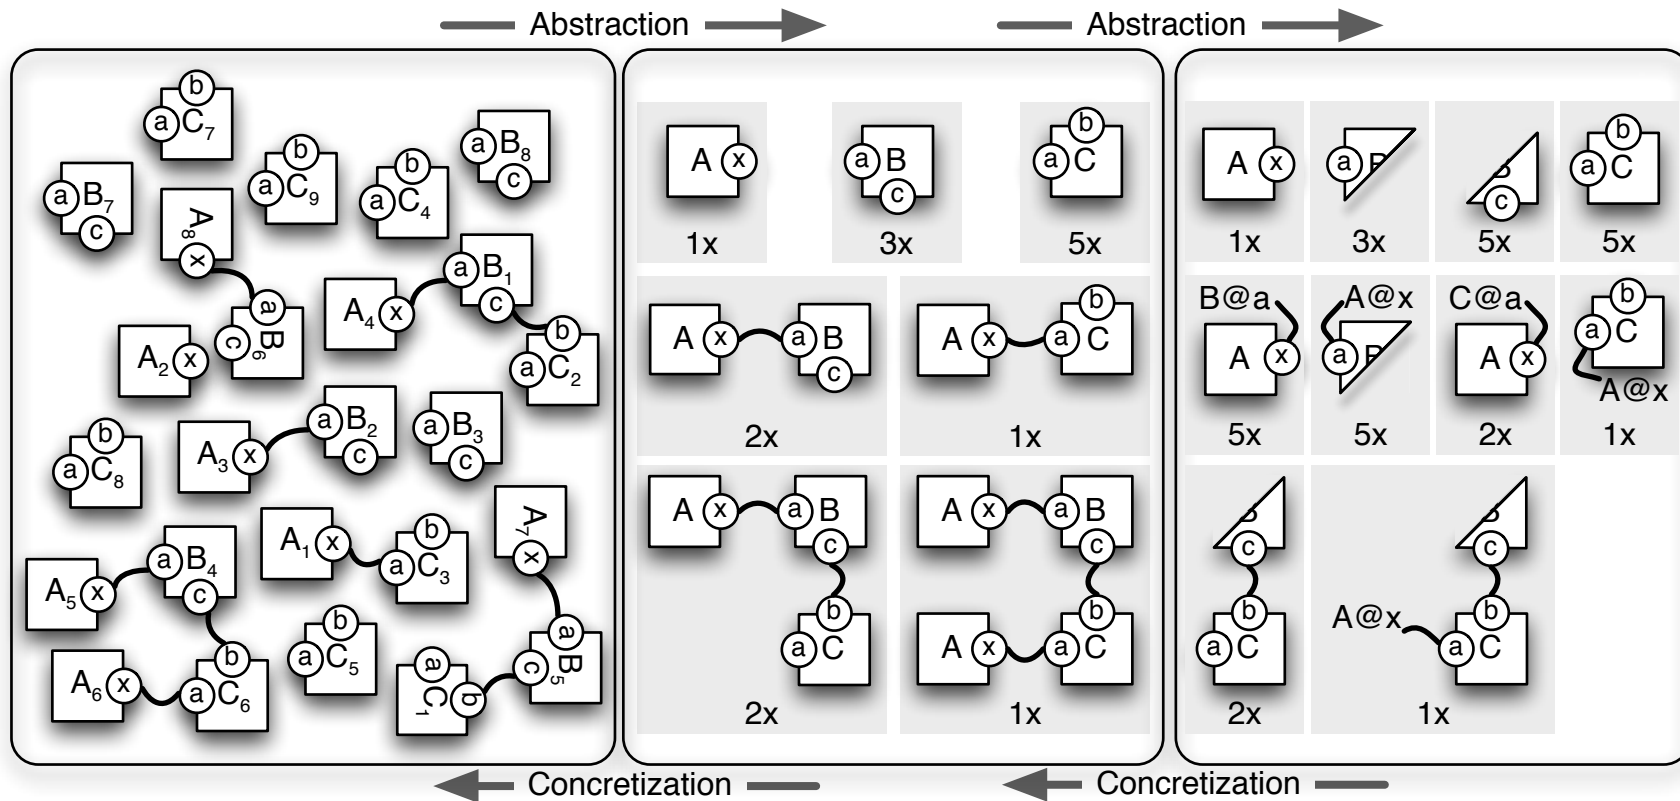 Abstraction Abstraction
b
a C7
b
a C9
b
a C4
a B8
c
a B7
c
A8
x
a B1
c
A4 x
a
c B6
A2 x
b
a C2
a B2
c
a B3
c
A3 x
b
a C8
A7
x
A1 x
b
a C3
a B4
c
A5 x
b
a C5
a
c B5
A6 x
b
a C6
a
C1 b
A x
1x
a B
c
3x
b
a C
5x
A x a B
c
2x
A x b
a C
1x
A x a B
c
b
a C
2x
A x a B
c
b
A x a C
1x
A x
1x
a B
3x
B
c
5x
b
a C
5x
B@a
A x
5x
A@x
a B
5x
C@a
A x
2x
b
a C
A@x
1x
B
c
b
a C
2x
B
c
b
A@x a C
1x
Concretization Concretization